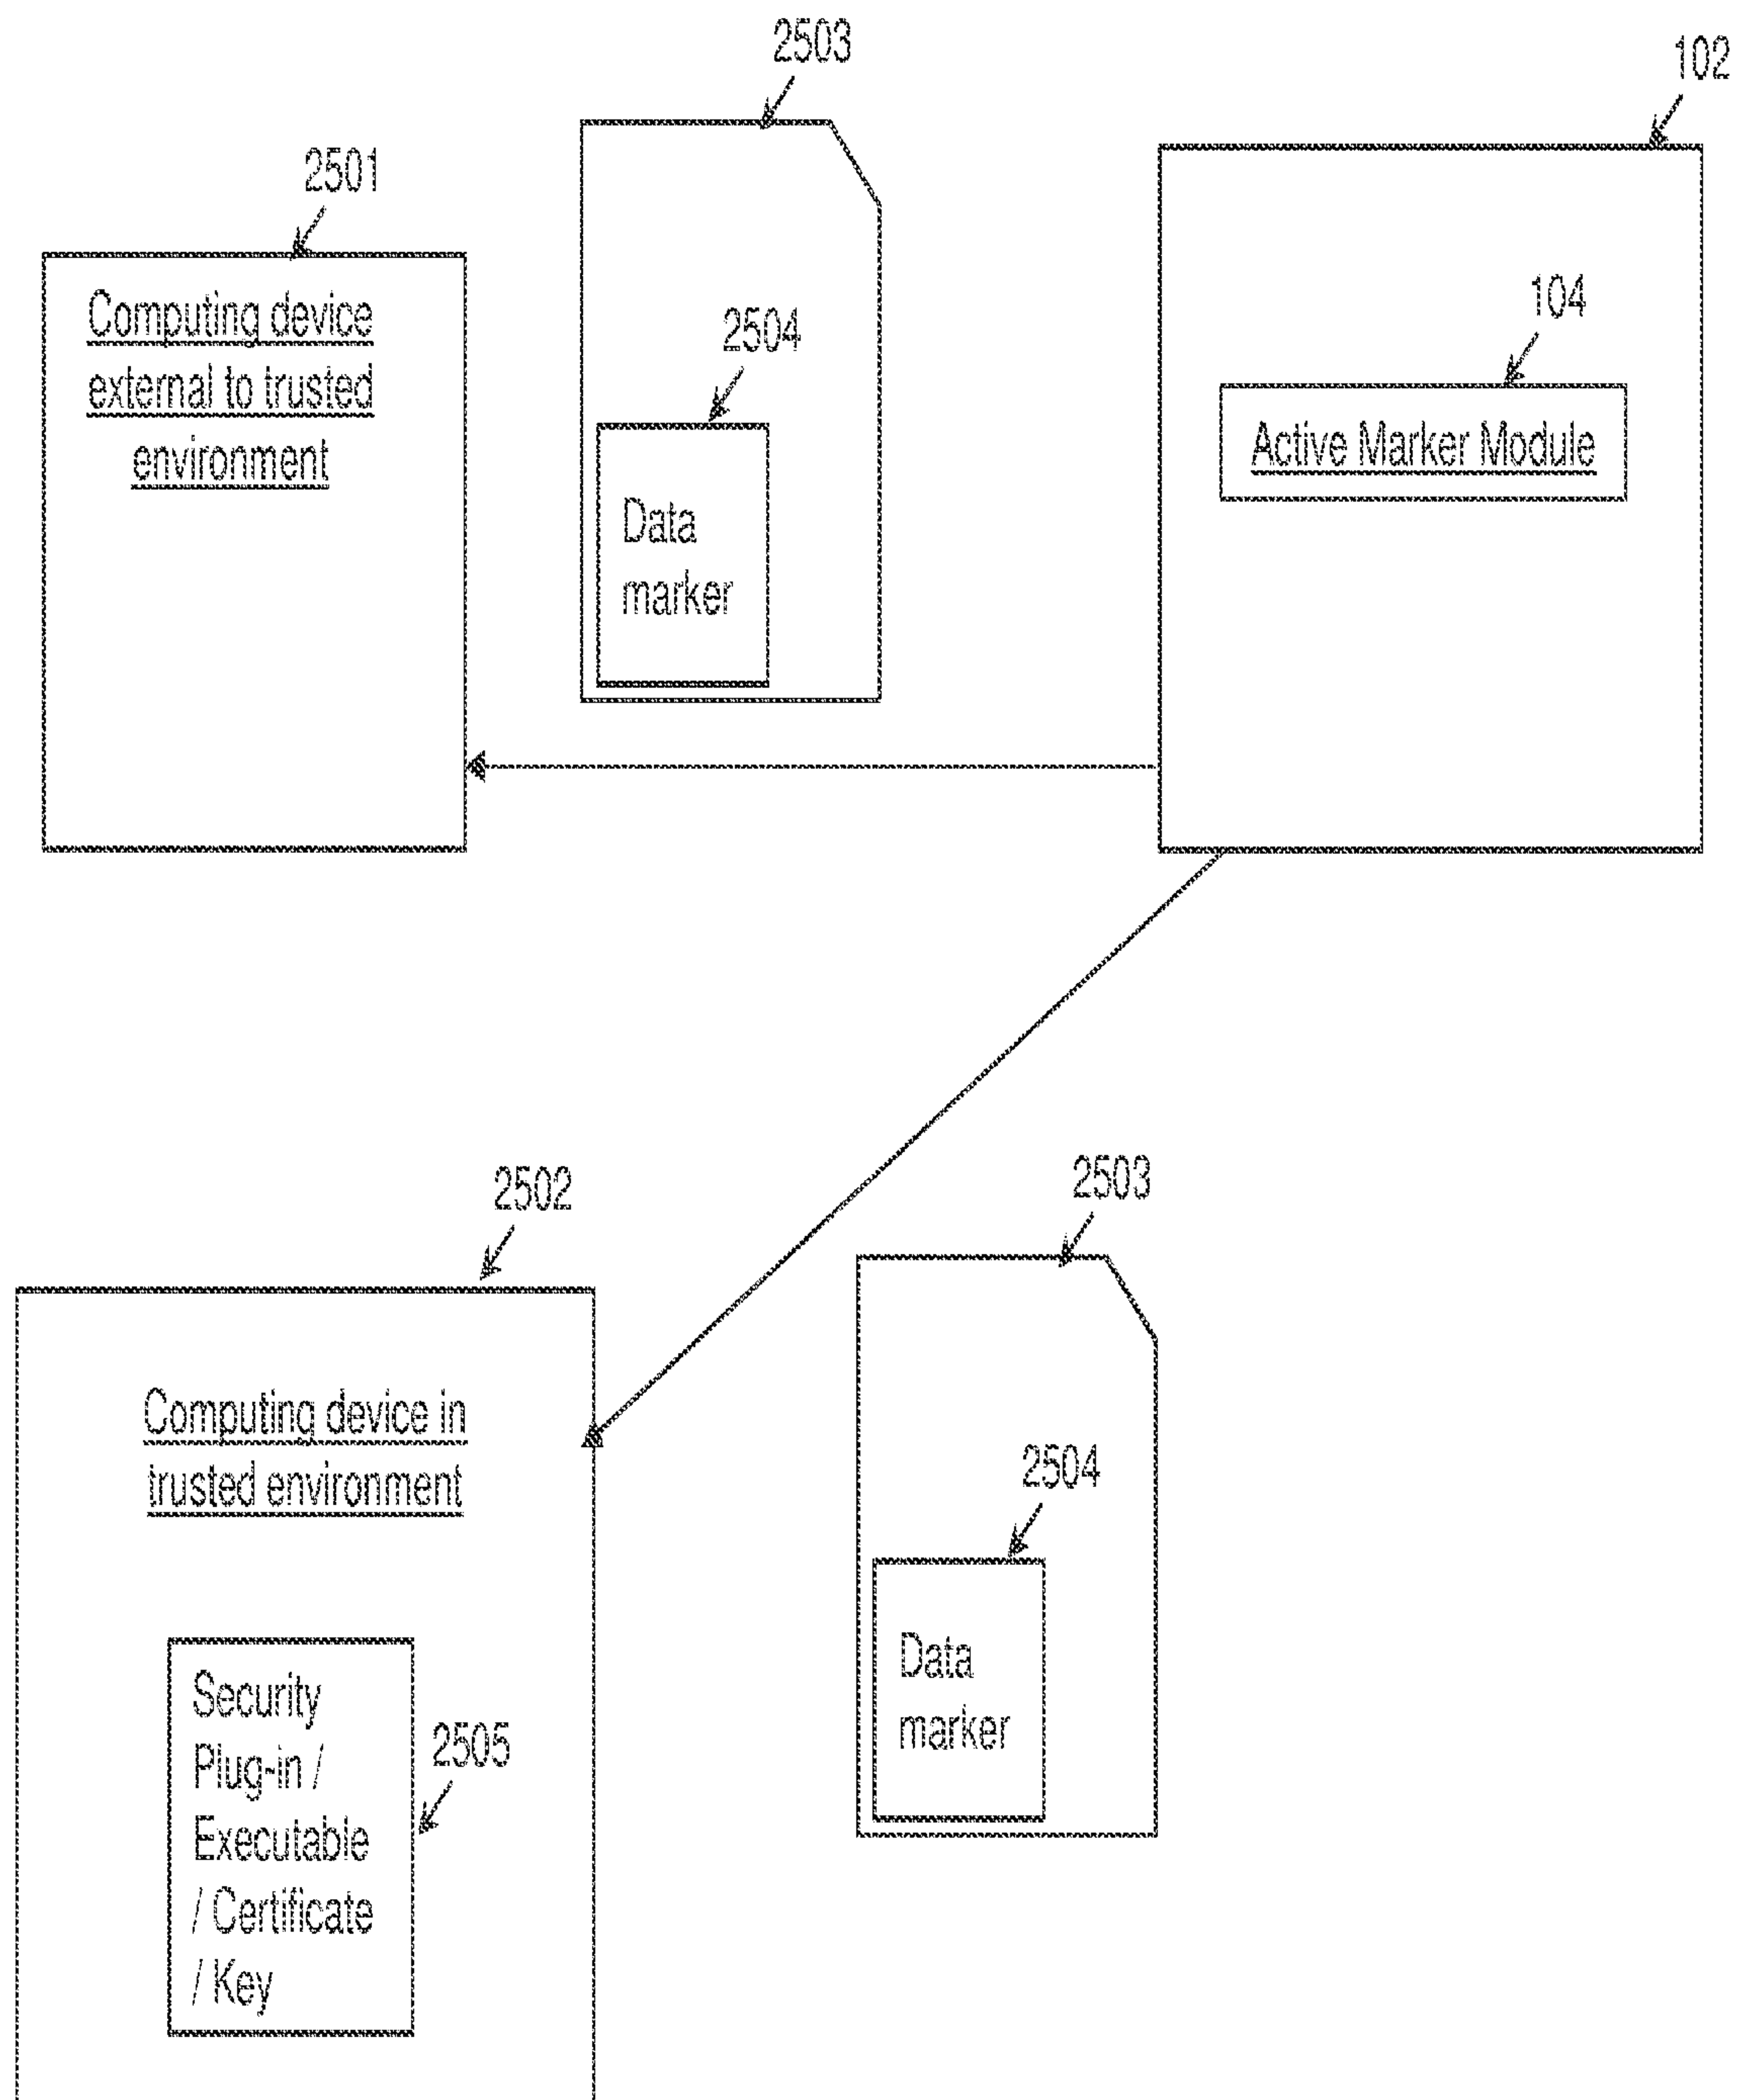 2503
102
2501
Computing device
external to trusted
environment
2504
104
Active Marker Module
Data
marker
2502
2503
Computing device in
trusted environment
2504
Security
Plug-in /
Executable
/ Certificate
/ Key
2505
Data
marker